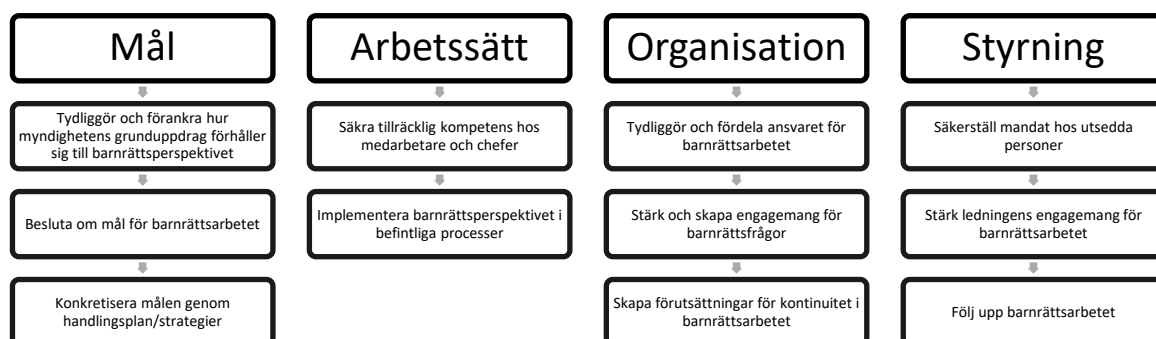 Mål
Tydliggör och förankra hur
myndighetens grunduppdrag förhåller
sig till barnrättsperspektivet
Besluta om mål för barnrättsarbetet
Konkretisera målen genom
handlingsplan/strategier
Arbetssätt
Säkra tillräcklig kompetens hos
medarbetare och chefer
Implementera barnrättsperspektivet i
befintliga processer
Organisation
Tydliggör och fördela ansvaret för
barnrättsarbetet
Stärk och skapa engagemang för
barnrättsfrågor
Skapa förutsättningar för kontinuitet i
barnrättsarbetet
Styrning
Säkerställ mandat hos utsedda
personer
Stärk ledningens engagemang för
barnrättsarbetet
Följ upp barnrättsarbetet